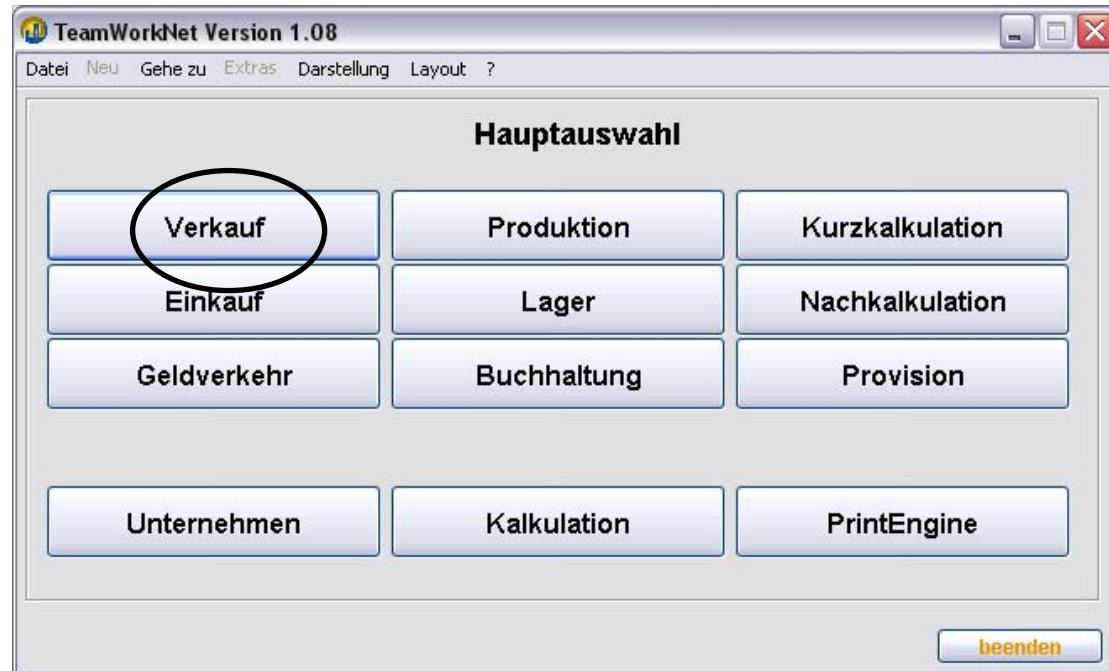 TeamWorkNet Version 1.08
Datei Neu Gehe zu Extras Darstellung Layout ?
Hauptauswahl
Verkauf Produktion Kurzkalkulation
Einkauf Lager Nachkalkulation
Geldverkehr Buchhaltung Provision
Unternehmen Kalkulation PrintEngine
beenden